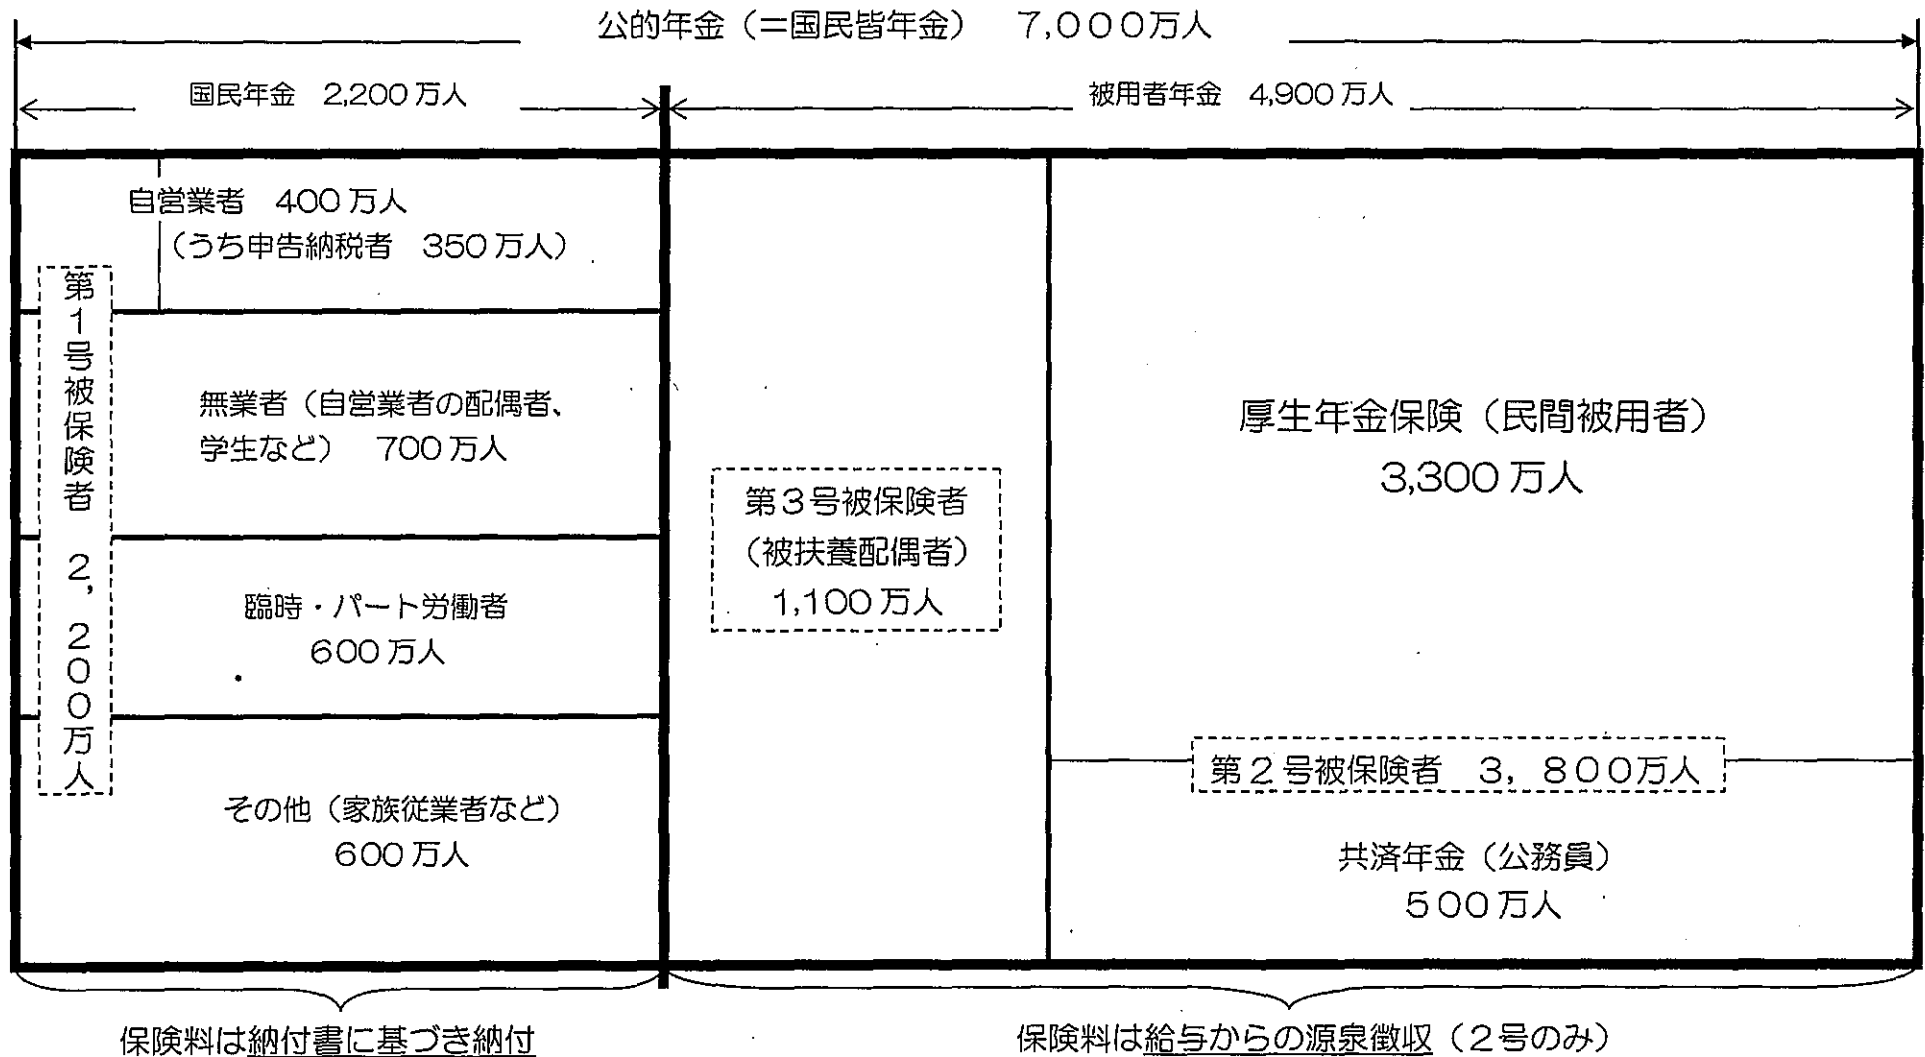 公的年金（＝国民皆年金）　７,０００万人
国民年金　2,200万人
被用者年金　4,900万人
自営業者　400万人
（うち申告納税者　350万人）
第１号被保険者　２，２００万人
無業者（自営業者の配偶者、
学生など）　700万人
臨時・パート労働者
600万人
その他（家族従業者など）
600万人
第３号被保険者
（被扶養配偶者）
1,100万人
厚生年金保険（民間被用者）
3,300万人
第２号被保険者　３，８００万人
共済年金（公務員）
５００万人
保険料は納付書に基づき納付
保険料は給与からの源泉徴収（２号のみ）